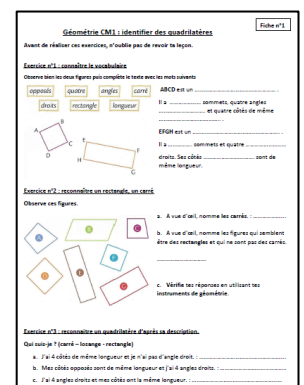 Fiche n°1
Géométrie CM1 : identifier des quadrilatères
Avant de réaliser ces exercices, n'oublie pas de revoir ta leçon.
Exercice n°1 : connaître le vocabulaire
Observe bien les deux figures puis complète le texte avec les mots suivants
opposés quatre angles carré
droits rectangle longueur
ABCD est un ........................................ .
Il a ................ sommets, quatre angles
........................ et quatre côtés de même
................................ .
EFGH est un ........................................ .
Il a ............ sommets et quatre ....................
droits. Ses côtés ........................ sont de
même longueur.
A
B
C
D
E
F
G
H
Exercice n°2 : reconnaître un rectangle, un carré
Observe ces figures.
a. A vue d'œil, nomme les carrés. : ........................
b. A vue d'œil, nomme les figures qui semblent
être des rectangles et qui ne sont pas des carrés.
................................
c. Vérifie tes réponses en utilisant tes
instruments de géométrie.
A
B
C
D
E
F
G
Exercice n°3 : reconnaître un quadrilatère d'après sa description.
Qui suis-je ? (carré – losange - rectangle)
a. J'ai 4 côtés de même longueur et je n'ai pas d'angle droit. : ................................
b. Mes côtés opposés sont de même longueur et j'ai 4 angles droits. : ................................
c. J'ai 4 angles droits et mes côtés ont la même longueur. : ................................